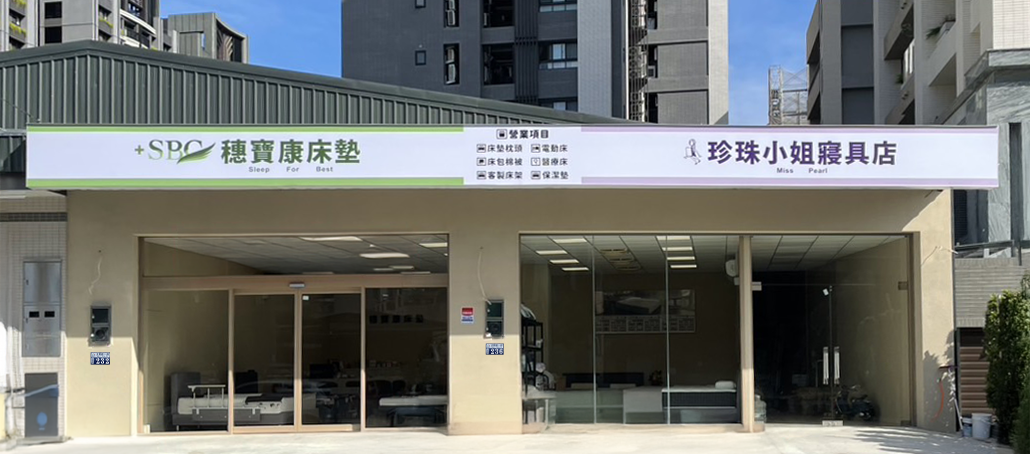 +SBC 穗寶康床墊
Sleep For Best
營業項目
床墊枕頭 電動床
床包棉被 醫療床
客製床架 保潔墊
珍珠小姐寢具店
Miss Pearl
232
236